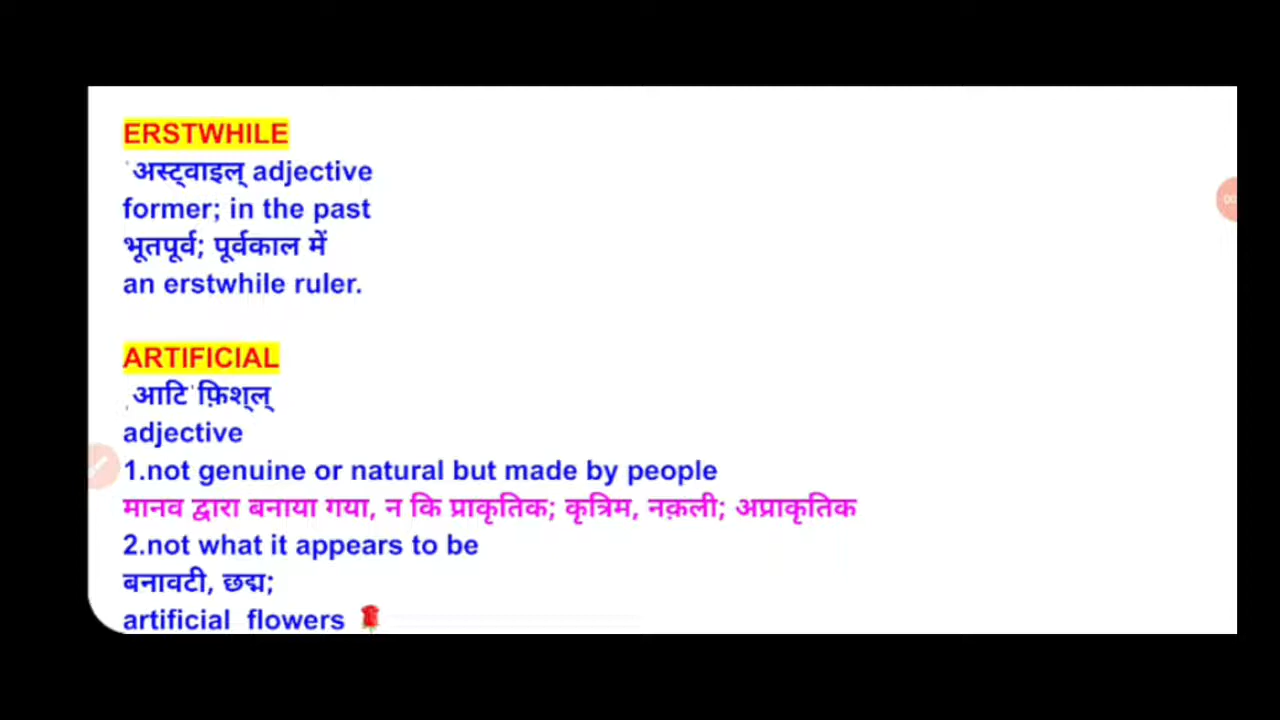 ERSTWHILE
ˈअस्ट्वाइल् adjective
former; in the past
भूतपूर्व; पूर्वकाल में
an erstwhile ruler.
ARTIFICIAL
ˌआटिˈफ़िश्ल्
adjective
1.not genuine or natural but made by people
मानव द्वारा बनाया गया, न कि प्राकृतिक; कृत्रिम, नक़ली; अप्राकृतिक
2.not what it appears to be
बनावटी, छद्म;
artificial flowers 🌹